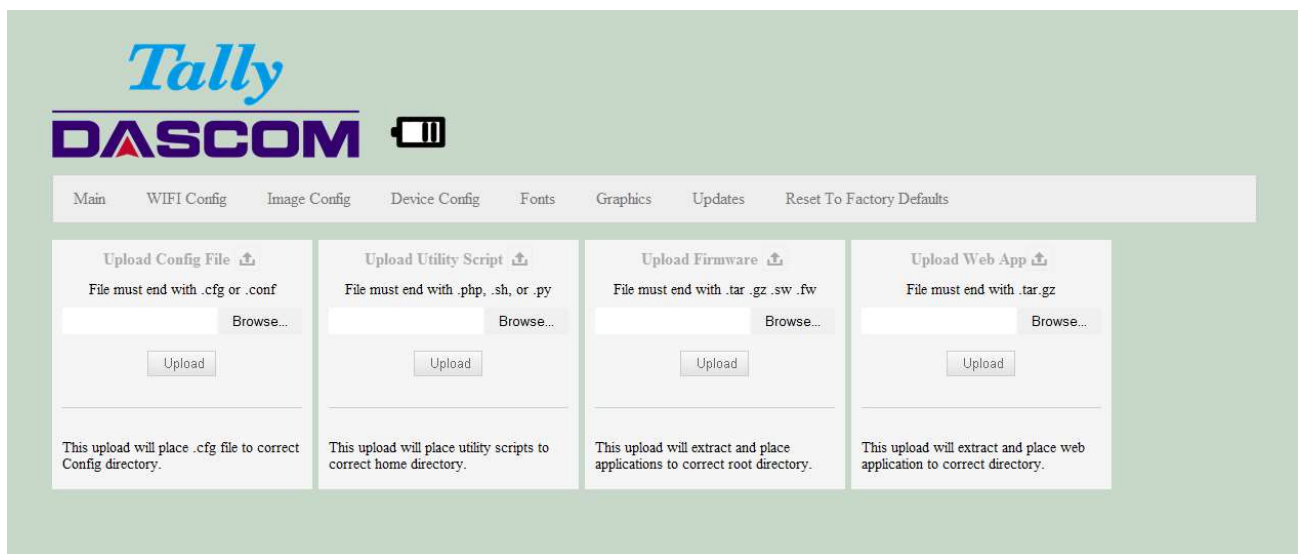 Tally
DASCOM
Main WIFI Config Image Config Device Config Fonts Graphics Updates Reset To Factory Defaults
Upload Config File
File must end with .cfg or .conf
Browse...
Upload
This upload will place .cfg file to correct
Config directory.
Upload Utility Script
File must end with .php, .sh, or .py
Browse...
Upload
This upload will place utility scripts to
correct home directory.
Upload Firmware
File must end with .tar .gz .sw .fw
Browse...
Upload
This upload will extract and place
applications to correct root directory.
Upload Web App
File must end with .tar.gz
Browse...
Upload
This upload will extract and place web
application to correct directory.